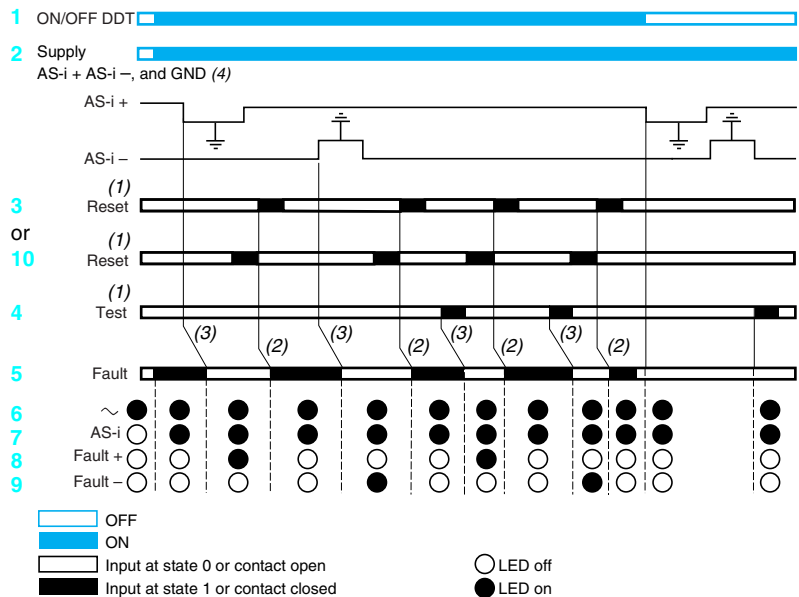 1 ON/OFF DDT
2 Supply
AS-i + AS-i –, and GND (4)
AS-i +
AS-i –
(1)
3 Reset
or
(1)
10 Reset
(1)
4 Test
(3) (2) (3) (2) (3) (2) (3) (2)
5 Fault
6 ~
7 AS-i
8 Fault +
9 Fault –
OFF
ON
Input at state 0 or contact open
LED off
Input at state 1 or contact closed
LED on